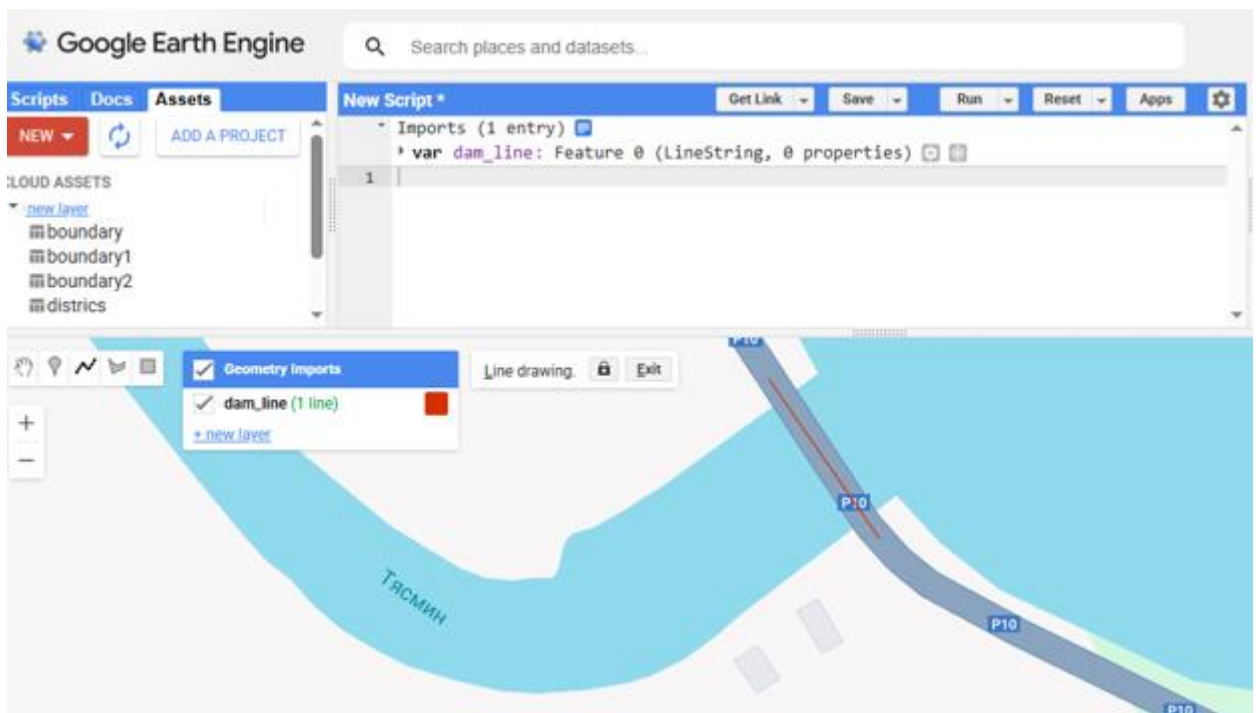 Google Earth Engine
Search places and datasets...
Scripts Docs Assets
New Script *
Get Link Save Run Reset Apps
NEW
ADD A PROJECT
Imports (1 entry)
var dam_line: Feature 0 (LineString, 0 properties)
1
CLOUD ASSETS
new layer
boundary
boundary1
boundary2
districs
Geometry Imports
dam_line (1 line)
+ new layer
Line drawing. Exit
+
−
P10
P10
Тясмин
P10
P10